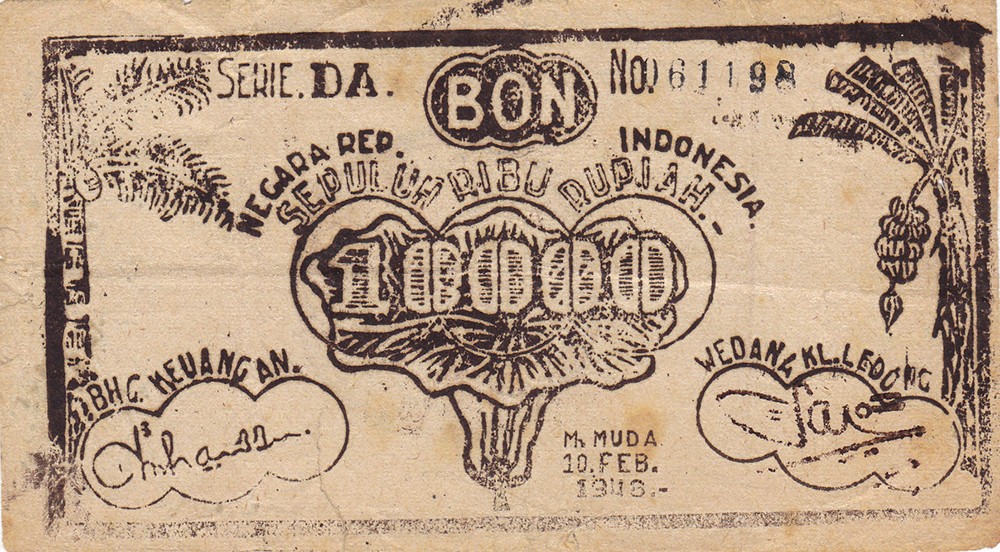 SERIE. DA.
BON
No. 061198
NEGARA REP. INDONESIA.
SEPULUH RIBU RUPIAH.-
10000
BHG. KEUANGAN.
WEDANA KL. LEDONG
M. MUDA
10. FEB.
1948.-